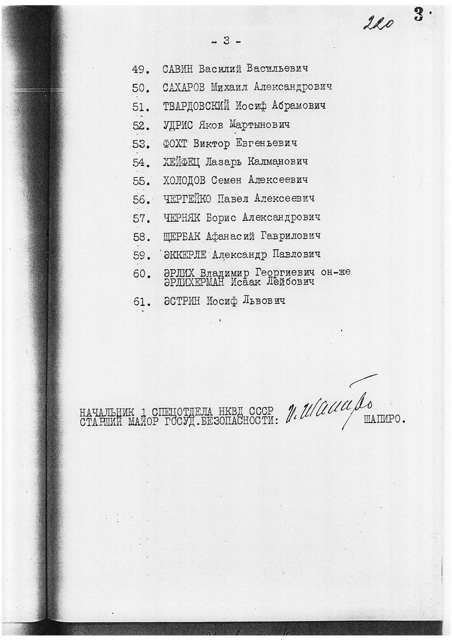 220 3
- 3 -
49. САВИН Василий Васильевич
50. САХАРОВ Михаил Александрович
51. ТВАРДОВСКИЙ Иосиф Абрамович
52. УДРИС Яков Мартынович
53. ФОХТ Виктор Евгеньевич
54. ХЕЙФЕЦ Лазарь Калманович
55. ХОЛОДОВ Семен Алексеевич
56. ЧЕРГЕЙКО Павел Алексеевич
57. ЧЕРНЯК Борис Александрович
58. ЩЕРБАК Афанасий Гаврилович
59. ЭККЕРЛЕ Александр Павлович
60. ЭРЛИХ Владимир Георгиевич он-же
ЭРЛИХЕРМАН Исаак Лейбович
61. ЭСТРИН Иосиф Львович
НАЧАЛЬНИК 1 СПЕЦОТДЕЛА НКВД СССР
СТАРШИЙ МАЙОР ГОСУД.БЕЗОПАСНОСТИ: И. Шапиро ШАПИРО.